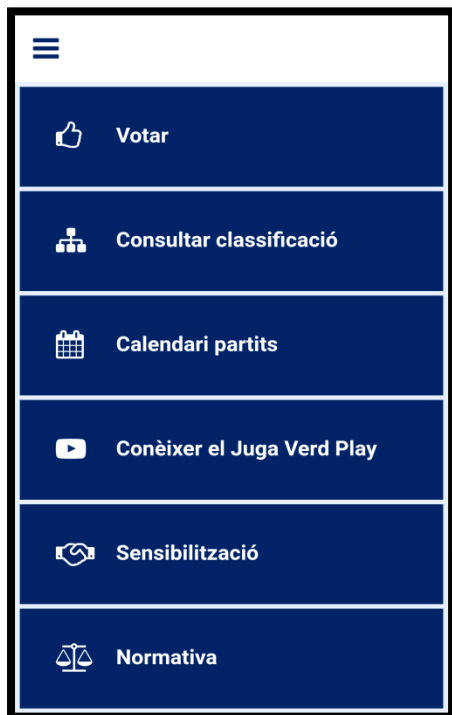 Votar
Consultar classificació
Calendari partits
Conèixer el Juga Verd Play
Sensibilització
Normativa